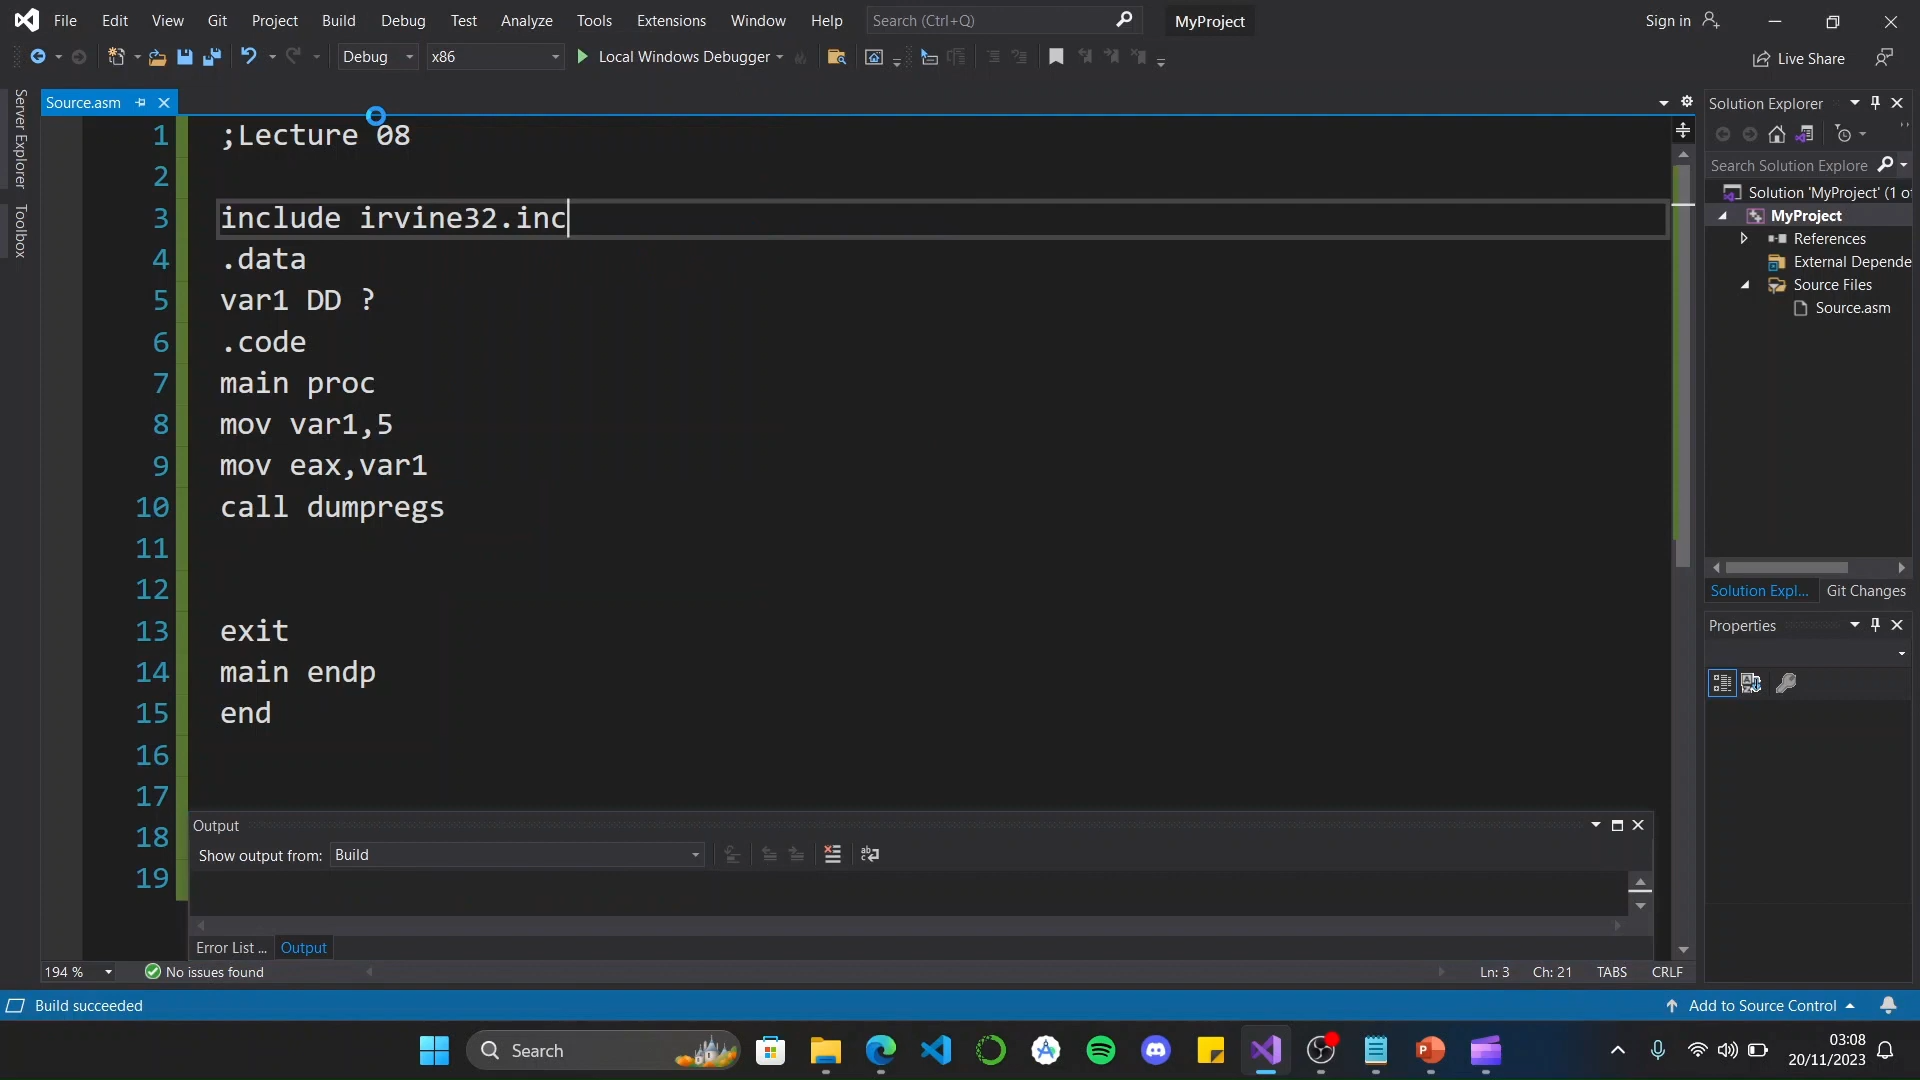 File Edit View Git Project Build Debug Test Analyze Tools Extensions Window Help Search (Ctrl+Q) MyProject Sign in
Debug x86 Local Windows Debugger Live Share
Server Explorer
Toolbox
Source.asm
1 ;Lecture 08
2
3 include irvine32.inc
4 .data
5 var1 DD ?
6 .code
7 main proc
8 mov var1,5
9 mov eax,var1
10 call dumpregs
11
12
13 exit
14 main endp
15 end
16
17
18
19
Output
Show output from: Build
Error List ... Output
194 % No issues found Ln: 3 Ch: 21 TABS CRLF
Solution Explorer
Search Solution Explore
Solution 'MyProject' (1 o
MyProject
References
External Depende
Source Files
Source.asm
Solution Expl... Git Changes
Properties
Build succeeded Add to Source Control
Search
03:08
20/11/2023